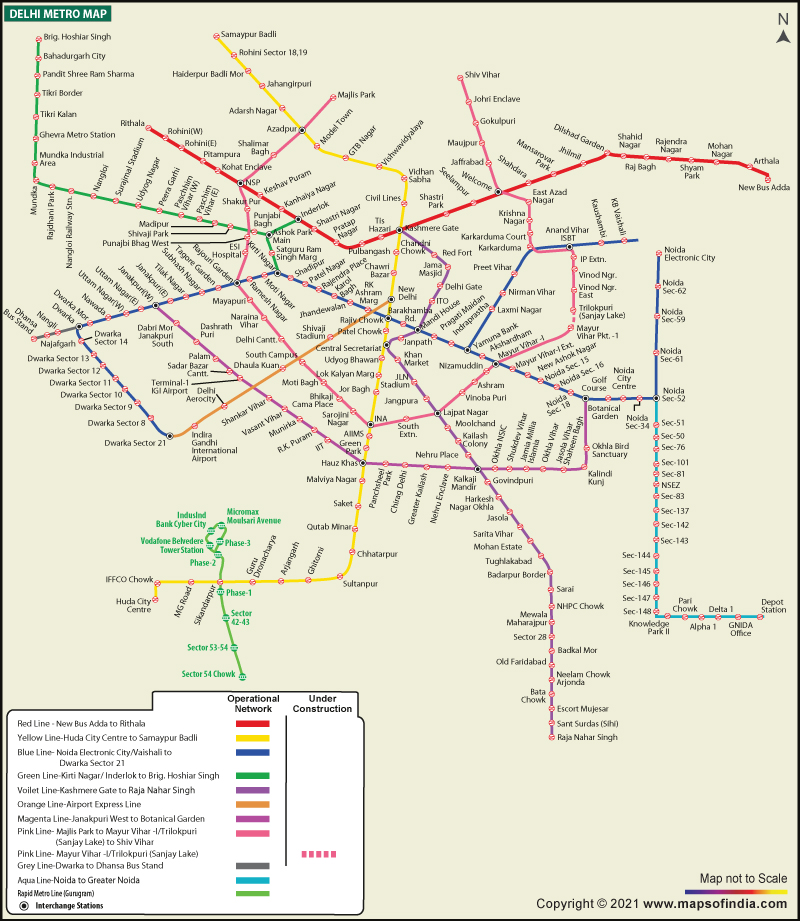 DELHI METRO MAP
N
Brig. Hoshiar Singh
Bahadurgarh City
Pandit Shree Ram Sharma
Tikri Border
Tikri Kalan
Ghevra Metro Station
Mundka Industrial
Area
Mundka
Rajdhani Park
Nangloi Railway Stn.
Nangloi
Surajmal Stadium
Udyog Nagar
Peera Garhi
Paschhim
Vihar (W)
Paschim
Vihar (E)
Madipur
Shivaji Park
Punajbi Bhag West
Punjabi
Bagh
Ashok Park
Main
Inderlok
Satguru Ram
Singh Marg
Kirti Nagar
Samaypur Badli
Rohini Sector 18,19
Haiderpur Badli Mor
Jahangirpuri
Adarsh Nagar
Azadpur
Majlis Park
Model Town
GTB Nagar
Vishwavidyalaya
Vidhan
Sabha
Civil Lines
Tis
Hazari
Kashmere Gate
Chandni
Chowk
Chawri
Bazar
New
Delhi
Rajiv Chowk
Patel Chowk
Central Secretariat
Udyog Bhawan
Lok Kalyan Marg
Jor Bagh
INA
AIIMS
Green
Park
Hauz Khas
Malviya Nagar
Saket
Qutab Minar
Chhatarpur
Sultanpur
Ghitorni
Arjangarh
Guru
Dronacharya
Sikandarpur
MG Road
IFFCO Chowk
Huda City
Centre
Rithala
Rohini(W)
Rohini(E)
Pitampura
Kohat Enclave
NSP
Keshav Puram
Kanhaiya Nagar
Shastri Nagar
Pratap
Nagar
Pulbangash
Shastri
Park
Seelampur
Welcome
Shahdara
Mansarovar
Park
Jhilmil
Dilshad Garden
Shahid
Nagar
Raj Bagh
Rajendra
Nagar
Shyam
Park
Mohan
Nagar
Arthala
New Bus Adda
Shalimar
Bagh
Shakur Pur
ESI
Hospital
Rajouri Garden
Mayapuri
Naraina
Vihar
Delhi Cantt.
South Campus
Moti Bagh
Bhikaji
Cama Place
Sarojini
Nagar
South
Extn.
Lajpat Nagar
Vinoba Puri
Ashram
Nizamuddin
Mayur Vihar -I
Mayur
Vihar Pkt. -1
Trilokpuri
(Sanjay Lake)
Vinod Ngr.
East
Vinod Ngr.
IP Extn.
Anand Vihar
ISBT
Karkarduma
Karkarduma Court
Krishna
Nagar
East Azad
Nagar
Jaffrabad
Maujpur
Gokulpuri
Johri Enclave
Shiv Vihar
KB Vaishali
Kaushambi
Preet Vihar
Nirman Vihar
Laxmi Nagar
Yamuna Bank
Akshardham
Mayur Vihar-I Ext.
New Ashok Nagar
Noida Sec. 15
Noida Sec. 16
Noida
Sec. 18
Botanical
Garden
Golf
Course
Noida
City Centre
Noida
Sec-34
Noida
Sec-52
Noida
Sec-61
Noida
Sec-59
Noida
Sec-62
Noida
Electronic City
Indraprastha
Pragati Maidan
Mandi House
Barakhamba
Rd.
RK
Ashram
Marg
Jhandewalan
Karol
Bagh
Rajendra Place
Patel Nagar
Shadipur
Moti Nagar
Ramesh Nagar
Tagore Garden
Subhash Nagar
Tilak Nagar
Janakpuri(E)
Janakpuri(W)
Uttam Nagar(E)
Uttam Nagar(W)
Nawada
Dwarka Mor
Dwarka
Nangli
Najafgarh
Dhansa
Bus Stand
Dwarka
Sector 14
Dwarka Sector 13
Dwarka Sector 12
Dwarka Sector 11
Dwarka Sector 10
Dwarka Sector 9
Dwarka Sector 8
Dwarka Sector 21
Indira
Gandhi
International
Airport
Delhi
Aerocity
Dhaula Kuan
Shivaji
Stadium
Dabri Mor
Janakpuri
South
Dashrath
Puri
Palam
Sadar Bazar
Cantt.
Terminal-1
IGI Airport
Shankar Vihar
Vasant Vihar
Munirka
R.K. Puram
IIT
Panchsheel
Park
Chirag Delhi
Greater Kailash
Nehru Enclave
Nehru Place
Kalkaji
Mandir
Okhla NSIC
Shukdev Vihar
Jamia Millia
Islamia
Okhla Vihar
Jasola Vihar
Shaheen Bagh
Kalindi
Kunj
Okhla Bird
Sanctuary
Red Fort
Jama
Masjid
Delhi Gate
ITO
Janpath
Khan
Market
JLN
Stadium
Jangpura
Moolchand
Kailash
Colony
Govindpuri
Harkesh
Nagar Okhla
Jasola
Sarita Vihar
Mohan Estate
Tughlakabad
Badarpur Border
Sarai
NHPC Chowk
Mewala
Maharajpur
Sector 28
Badkal Mor
Old Faridabad
Neelam Chowk
Arjonda
Bata
Chowk
Escort Mujesar
Sant Surdas (Sihi)
Raja Nahar Singh
Sec-51
Sec-50
Sec-76
Sec-101
Sec-81
NSEZ
Sec-83
Sec-137
Sec-142
Sec-143
Sec-144
Sec-145
Sec-146
Sec-147
Sec-148
Knowledge
Park II
Pari
Chowk
Alpha 1
Delta 1
GNIDA
Office
Depot
Station
IndusInd
Bank Cyber City
Micromax
Moulsari Avenue
Vodafone Belvedere
Tower Station
Phase-3
Phase-2
Phase-1
Sector
42-43
Sector 53-54
Sector 54 Chowk
Operational
Network
Under
Construction
Red Line - New Bus Adda to Rithala
Yellow Line-Huda City Centre to Samaypur Badli
Blue Line- Noida Electronic City/Vaishali to
Dwarka Sector 21
Green Line-Kirti Nagar/ Inderlok to Brig. Hoshiar Singh
Voilet Line-Kashmere Gate to Raja Nahar Singh
Orange Line-Airport Express Line
Magenta Line-Janakpuri West to Botanical Garden
Pink Line- Majlis Park to Mayur Vihar -I/Trilokpuri
(Sanjay Lake) to Shiv Vihar
Pink Line- Mayur Vihar -I/Trilokpuri (Sanjay Lake)
Grey Line-Dwarka to Dhansa Bus Stand
Aqua Line-Noida to Greater Noida
Rapid Metro Line (Gurugram)
Interchange Stations
Map not to Scale
Copyright © 2021 www.mapsofindia.com